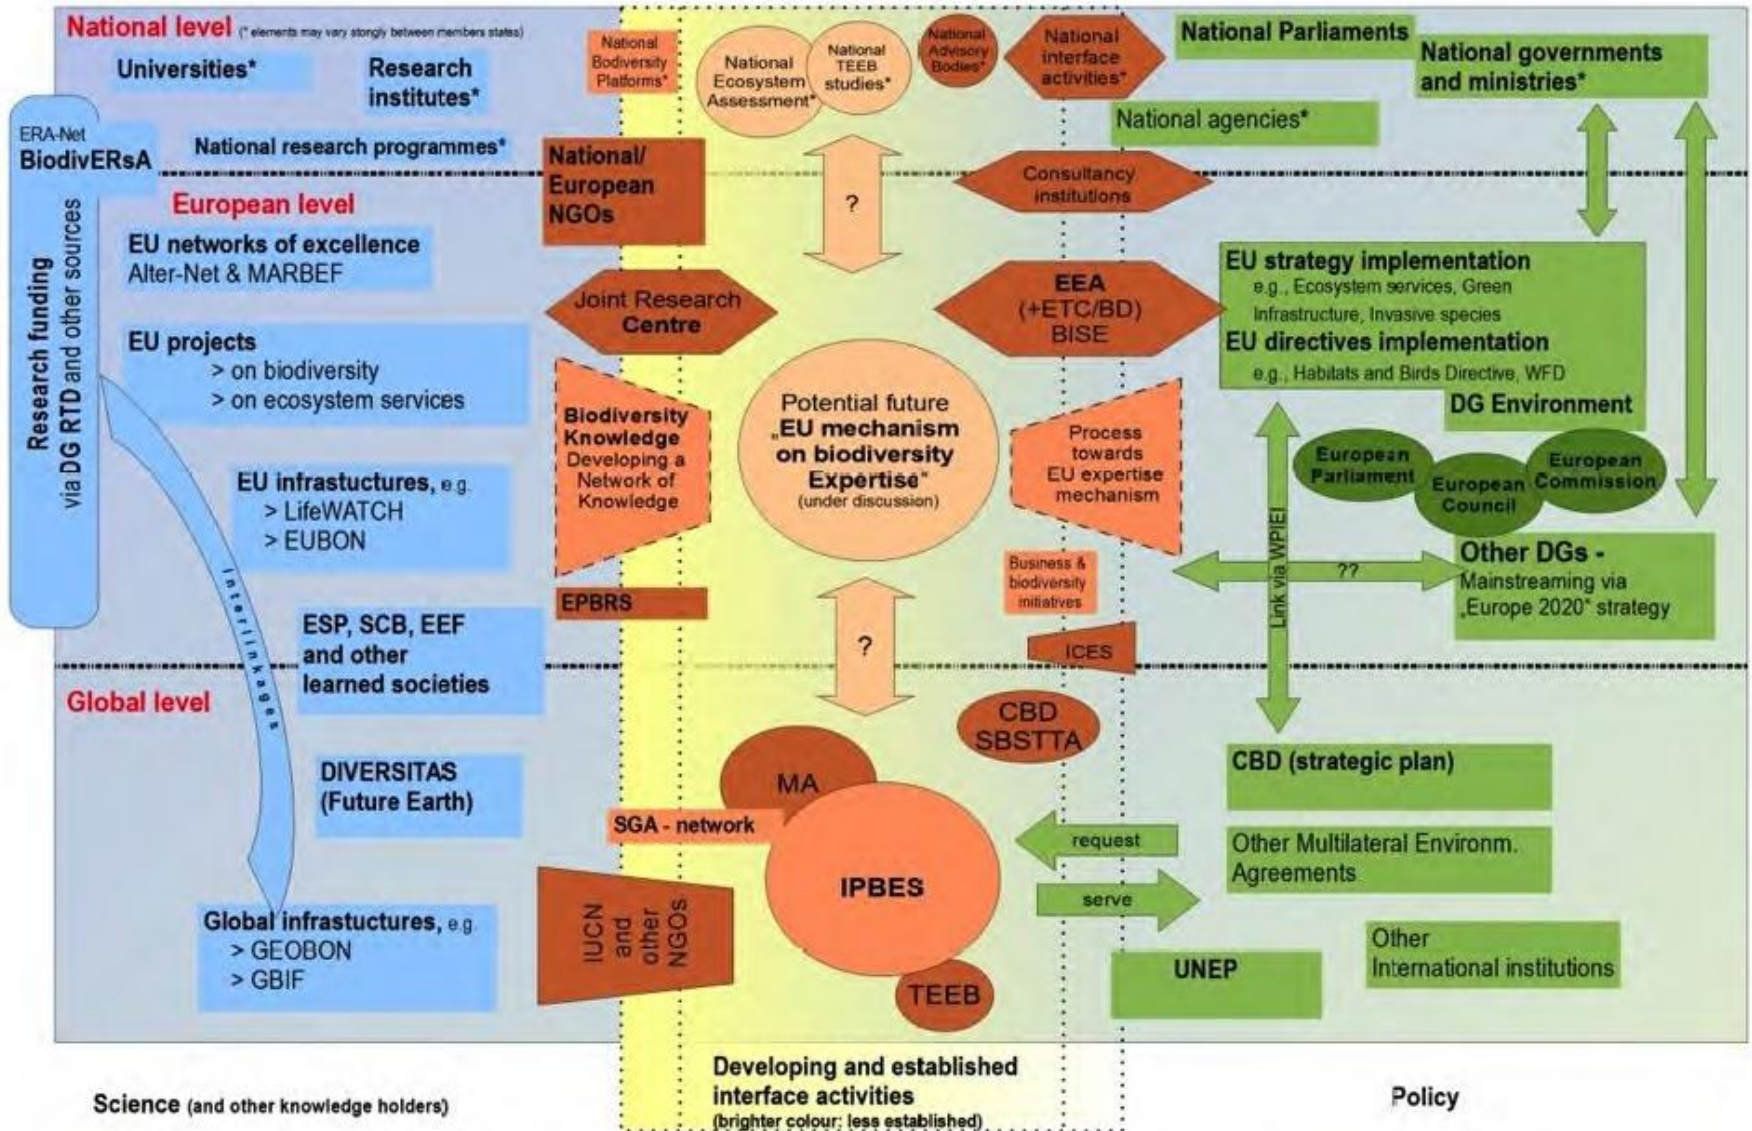 National level (* elements may vary stongly between members states)
Universities*
Research
institutes*
National research programmes*
National
Bodiversity
Platforms*
National
Ecosystem
Assessment*
National
TEEB
studies*
National
Advisory
Bodies*
National
interface
activities*
National Parliaments
National governments
and ministries*
National agencies*
ERA-Net
BiodivERsA
Research funding
via DG RTD and other sources
National/
European
NGOs
?
Consultancy
institutions
European level
EU networks of excellence
Alter-Net & MARBEF
EU projects
> on biodiversity
> on ecosystem services
EU infrastuctures, e.g.
> LifeWATCH
> EUBON
interlinkages
ESP, SCB, EEF
and other
learned societies
Joint Research
Centre
EEA
(+ETC/BD)
BISE
Biodiversity
Knowledge
Developing a
Network of
Knowledge
Potential future
„EU mechanism
on biodiversity
Expertise“
(under discussion)
Process
towards
EU expertise
mechanism
EPBRS
Business &
biodiversity
initiatives
ICES
?
EU strategy implementation
e.g., Ecosystem services, Green
Infrastructure, Invasive species
EU directives implementation
e.g., Habitats and Birds Directive, WFD
DG Environment
European
Parliament
European
Council
European
Commission
Link via WPIEI
??
Other DGs -
Mainstreaming via
„Europe 2020“ strategy
Global level
DIVERSITAS
(Future Earth)
Global infrastuctures, e.g.
> GEOBON
> GBIF
MA
SGA - network
CBD
SBSTTA
IPBES
IUCN
and
other
NGOs
TEEB
request
serve
CBD (strategic plan)
Other Multilateral Environm.
Agreements
UNEP
Other
International institutions
Science (and other knowledge holders)
Developing and established
interface activities
(brighter colour: less established)
Policy